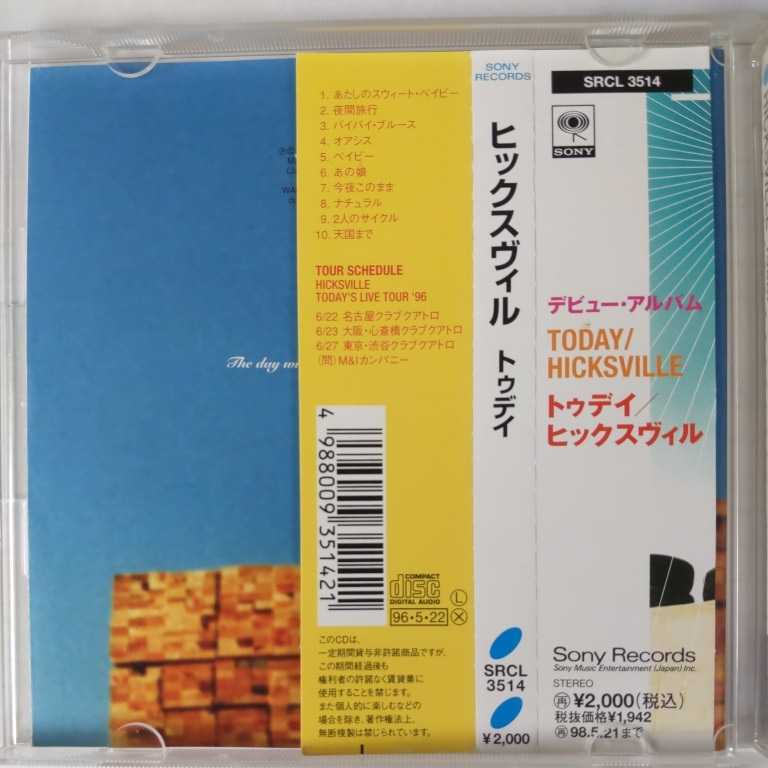 The day w
1. あたしのスウィート・ベイビー
2. 夜間旅行
3. バイバイ・ブルース
4. オアシス
5. ベイビー
6. あの娘
7. 今夜このまま
8. ナチュラル
9. 2人のサイクル
10. 天国まで
TOUR SCHEDULE
HICKSVILLE
TODAY'S LIVE TOUR '96
6/22 名古屋クラブクアトロ
6/23 大阪・心斎橋クラブクアトロ
6/27 東京・渋谷クラブクアトロ
(問)M&Iカンパニー
4 988009 351421
COMPACT
disc
DIGITAL AUDIO
L
96・5・22
X
このCDは、
一定期間貸与非許諾商品ですが、
この期間経過後も
権利者の許諾なく賃貸業に
使用することを禁じます。
また個人的に楽しむなどの
場合を除き、著作権法上、
無断複製は禁じられています。
SONY
RECORDS
ヒックスヴィル トゥデイ
SRCL
3514
¥2,000
SRCL 3514
SONY
デビュー・アルバム
TODAY/
HICKSVILLE
トゥデイ/
ヒックスヴィル
Sony Records
Sony Music Entertainment (Japan) Inc.
STEREO
再¥2,000(税込)
税抜価格¥1,942
再98.5.21まで